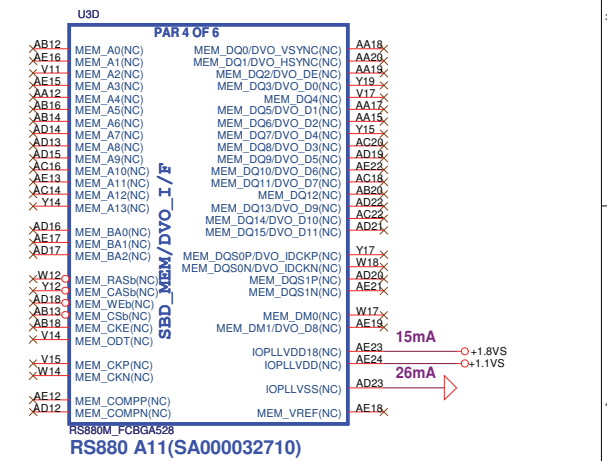 U3D
PAR 4 OF 6
AB12 MEM_A0(NC) MEM_DQ0/DVO_VSYNC(NC) AA18
AE16 MEM_A1(NC) MEM_DQ1/DVO_HSYNC(NC) AA20
V11 MEM_A2(NC) MEM_DQ2/DVO_DE(NC) AA19
AE15 MEM_A3(NC) MEM_DQ3/DVO_D0(NC) Y19
AA12 MEM_A4(NC) MEM_DQ4(NC) V17
AB16 MEM_A5(NC) MEM_DQ5/DVO_D1(NC) AA17
AB14 MEM_A6(NC) MEM_DQ6/DVO_D2(NC) AA15
AD14 MEM_A7(NC) MEM_DQ7/DVO_D4(NC) Y15
AD13 MEM_A8(NC) MEM_DQ8/DVO_D3(NC) AC20
AD15 MEM_A9(NC) MEM_DQ9/DVO_D5(NC) AD19
AC16 MEM_A10(NC) MEM_DQ10/DVO_D6(NC) AE22
AE13 MEM_A11(NC) MEM_DQ11/DVO_D7(NC) AC18
AC14 MEM_A12(NC) MEM_DQ12(NC) AB20
Y14 MEM_A13(NC) MEM_DQ13/DVO_D9(NC) AD22
MEM_DQ14/DVO_D10(NC) AC22
AD16 MEM_BA0(NC) MEM_DQ15/DVO_D11(NC) AD21
AE17 MEM_BA1(NC)
AD17 MEM_BA2(NC) MEM_DQS0P/DVO_IDCKP(NC) Y17
MEM_DQS0N/DVO_IDCKN(NC) W18
W12 MEM_RASb(NC) MEM_DQS1P(NC) AD20
Y12 MEM_CASb(NC) MEM_DQS1N(NC) AE21
AD18 MEM_WEb(NC)
AB13 MEM_CSb(NC) MEM_DM0(NC) W17
AB18 MEM_CKE(NC) MEM_DM1/DVO_D8(NC) AE19
V14 MEM_ODT(NC)
15mA
IOPLLVDD18(NC) AE23 +1.8VS
V15 MEM_CKP(NC) IOPLLVDD(NC) AE24 +1.1VS
W14 MEM_CKN(NC)
26mA
IOPLLVSS(NC) AD23
AE12 MEM_COMPP(NC)
AD12 MEM_COMPN(NC) MEM_VREF(NC) AE18
SBD_MEM/DVO_I/F
RS880M_FCBGA528
RS880 A11(SA000032710)